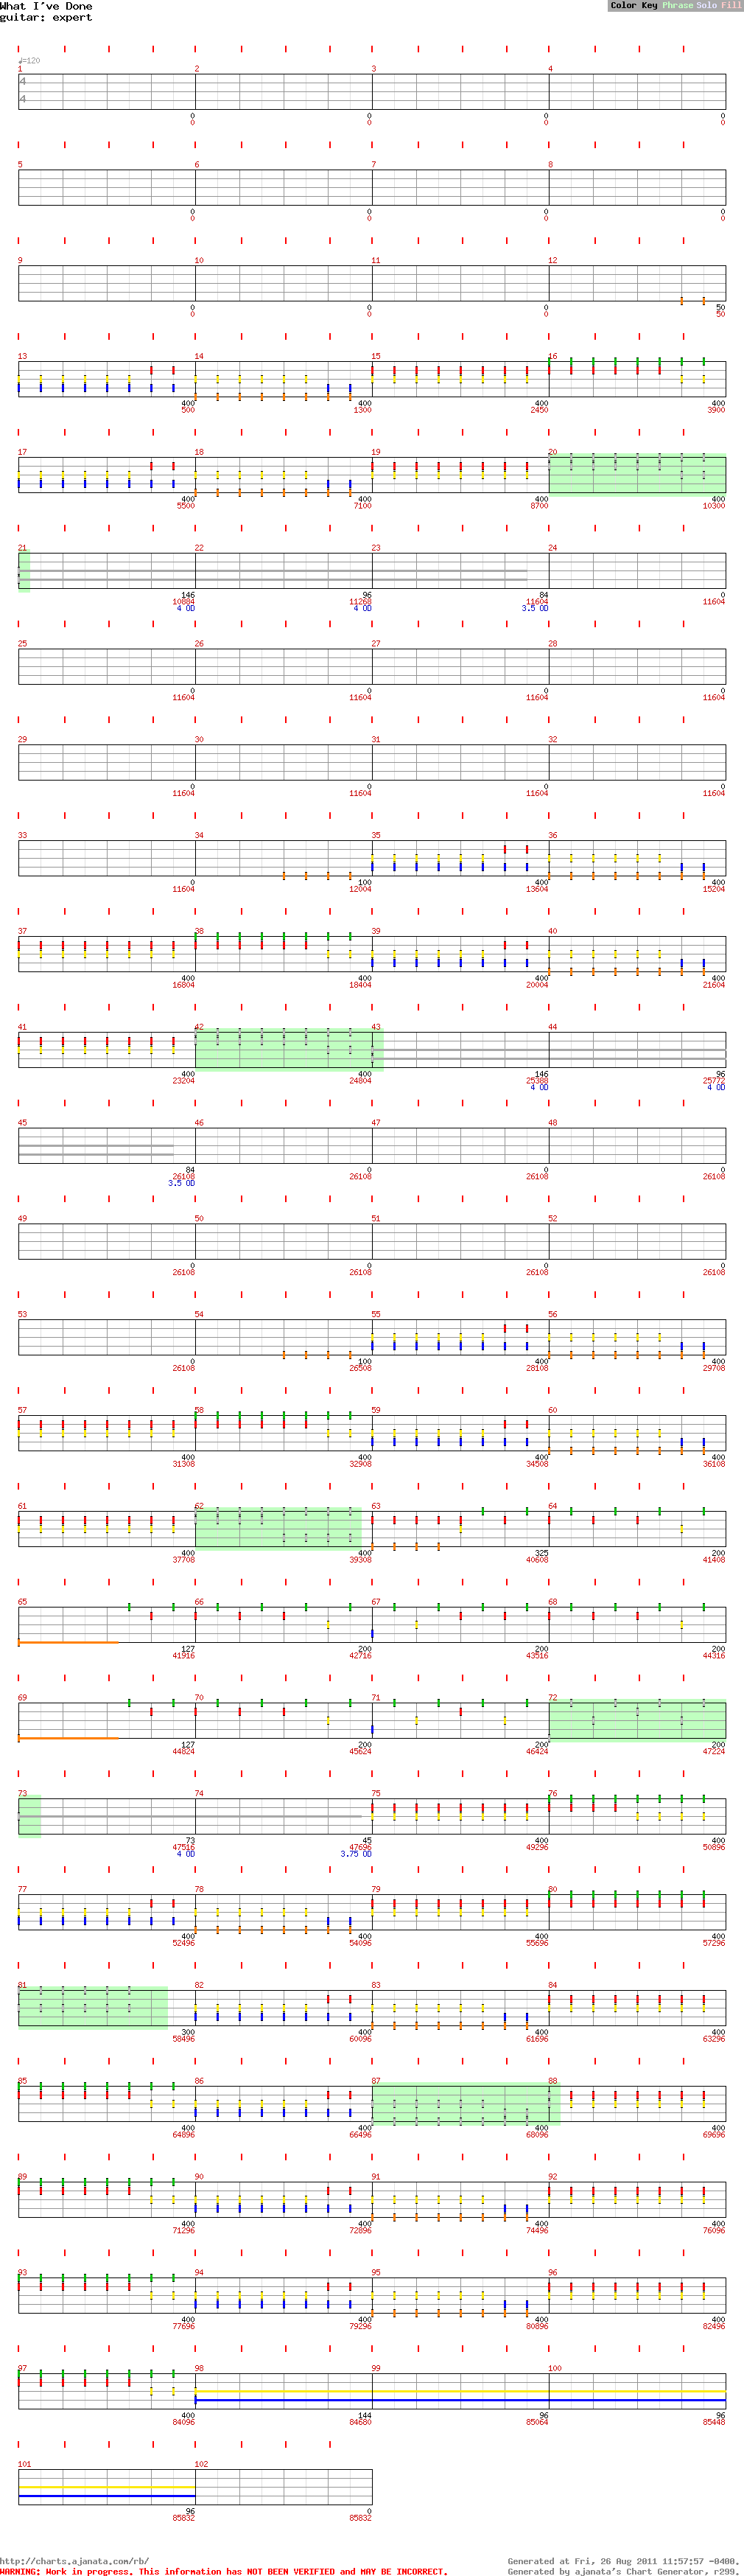 What I've Done
guitar: expert
Color Key Phrase Solo Fill
♩=120
4
4
1 2 3 4
0 0 0 0
0 0 0 0
5 6 7 8
0 0 0 0
0 0 0 0
9 10 11 12
0 0 0 50
0 0 0 50
13 14 15 16
400 400 400 400
500 1300 2450 3900
17 18 19 20
400 400 400 400
5500 7100 8700 10300
21 22 23 24
146 96 84 0
10884 11268 11604 11604
4 OD 4 OD 3.5 OD
25 26 27 28
0 0 0 0
11604 11604 11604 11604
29 30 31 32
0 0 0 0
11604 11604 11604 11604
33 34 35 36
0 100 400 400
11604 12004 13604 15204
37 38 39 40
400 400 400 400
16804 18404 20004 21604
41 42 43 44
400 400 146 96
23204 24804 25388 25772
4 OD 4 OD
45 46 47 48
84 0 0 0
26108 26108 26108 26108
3.5 OD
49 50 51 52
0 0 0 0
26108 26108 26108 26108
53 54 55 56
0 100 400 400
26108 26508 28108 29708
57 58 59 60
400 400 400 400
31308 32908 34508 36108
61 62 63 64
400 400 325 200
37708 39308 40608 41408
65 66 67 68
127 200 200 200
41916 42716 43516 44316
69 70 71 72
127 200 200 200
44824 45624 46424 47224
73 74 75 76
73 45 400 400
47516 47696 49296 50896
4 OD 3.75 OD
77 78 79 80
400 400 400 400
52496 54096 55696 57296
81 82 83 84
300 400 400 400
58496 60096 61696 63296
85 86 87 88
400 400 400 400
64896 66496 68096 69696
89 90 91 92
400 400 400 400
71296 72896 74496 76096
93 94 95 96
400 400 400 400
77696 79296 80896 82496
97 98 99 100
400 144 96 96
84096 84680 85064 85448
101 102
96 0
85832 85832
http://charts.ajanata.com/rb/ Generated at Fri, 26 Aug 2011 11:57:57 -0400.
WARNING: Work in progress. This information has NOT BEEN VERIFIED and MAY BE INCORRECT. Generated by ajanata's Chart Generator, r299.